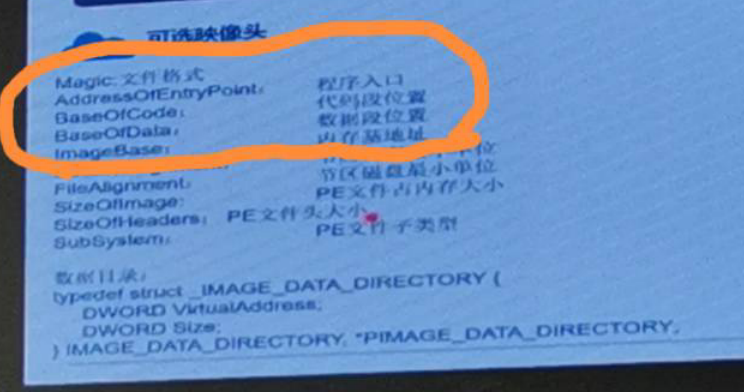 可选映像头
Magic: 文件格式
AddressOfEntryPoint: 程序入口
BaseOfCode: 代码段位置
BaseOfData: 数据段位置
ImageBase: 内存基地址
节区 小单位
FileAlignment: 节区磁盘最小单位
SizeOfImage: PE文件占内存大小
SizeOfHeaders: PE文件头大小
SubSystem: PE文件子类型
数据目录:
typedef struct _IMAGE_DATA_DIRECTORY {
DWORD VirtualAddress;
DWORD Size;
} IMAGE_DATA_DIRECTORY, *PIMAGE_DATA_DIRECTORY;